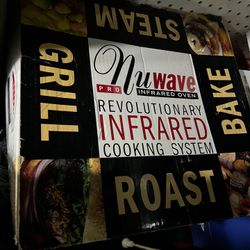 STEAM
GRILL
nuwave
PRO
INFRARED OVEN
REVOLUTIONARY
INFRARED
COOKING SYSTEM
BAKE
ROAST